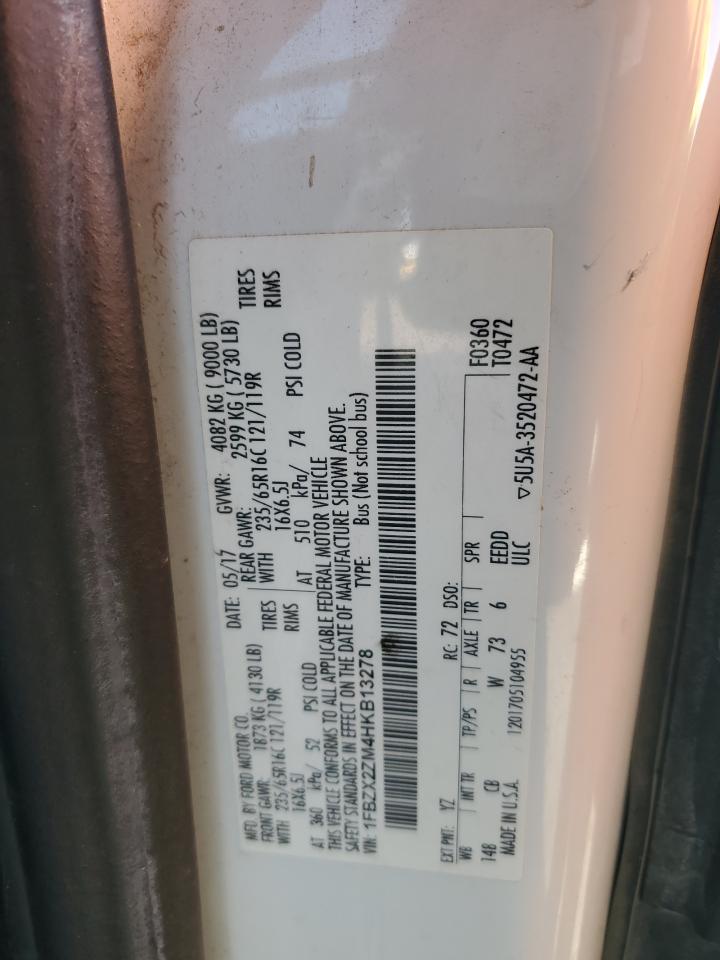 MFD. BY FORD MOTOR CO.
DATE: 05/17 GVWR: 4082 KG ( 9000 LB)
FRONT GAWR: 1873 KG ( 4130 LB) REAR GAWR: 2599 KG ( 5730 LB)
WITH 235/65R16C 121/119R TIRES WITH 235/65R16C 121/119R TIRES
16X6.5J RIMS 16X6.5J RIMS
AT 360 kPa/ 52 PSI COLD AT 510 kPa/ 74 PSI COLD
THIS VEHICLE CONFORMS TO ALL APPLICABLE FEDERAL MOTOR VEHICLE
SAFETY STANDARDS IN EFFECT ON THE DATE OF MANUFACTURE SHOWN ABOVE.
VIN: 1FBZX2ZM4HKB13278 TYPE: Bus (Not school bus)
EXT PNT: YZ RC: 72 DSO: F0360
WB INT TR TP/PS R AXLE TR SPR T0472
148 CB W 73 6 EEDD
MADE IN U.S.A. 1201705104955 ULC ▽5U5A-3520472-AA